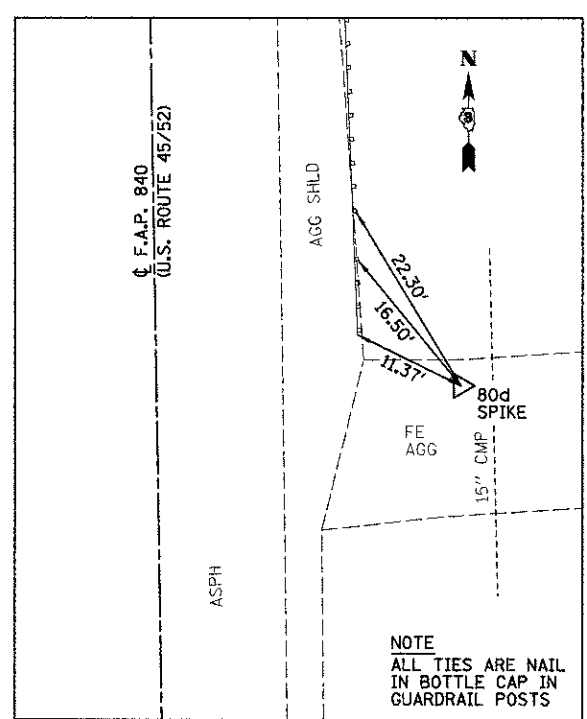 N
3
℄ F.A.P. 840
(U.S. ROUTE 45/52)
AGG SHLD
22.30'
16.50'
11.37'
80d
SPIKE
FE
AGG
15" CMP
ASPH
NOTE
ALL TIES ARE NAIL
IN BOTTLE CAP IN
GUARDRAIL POSTS